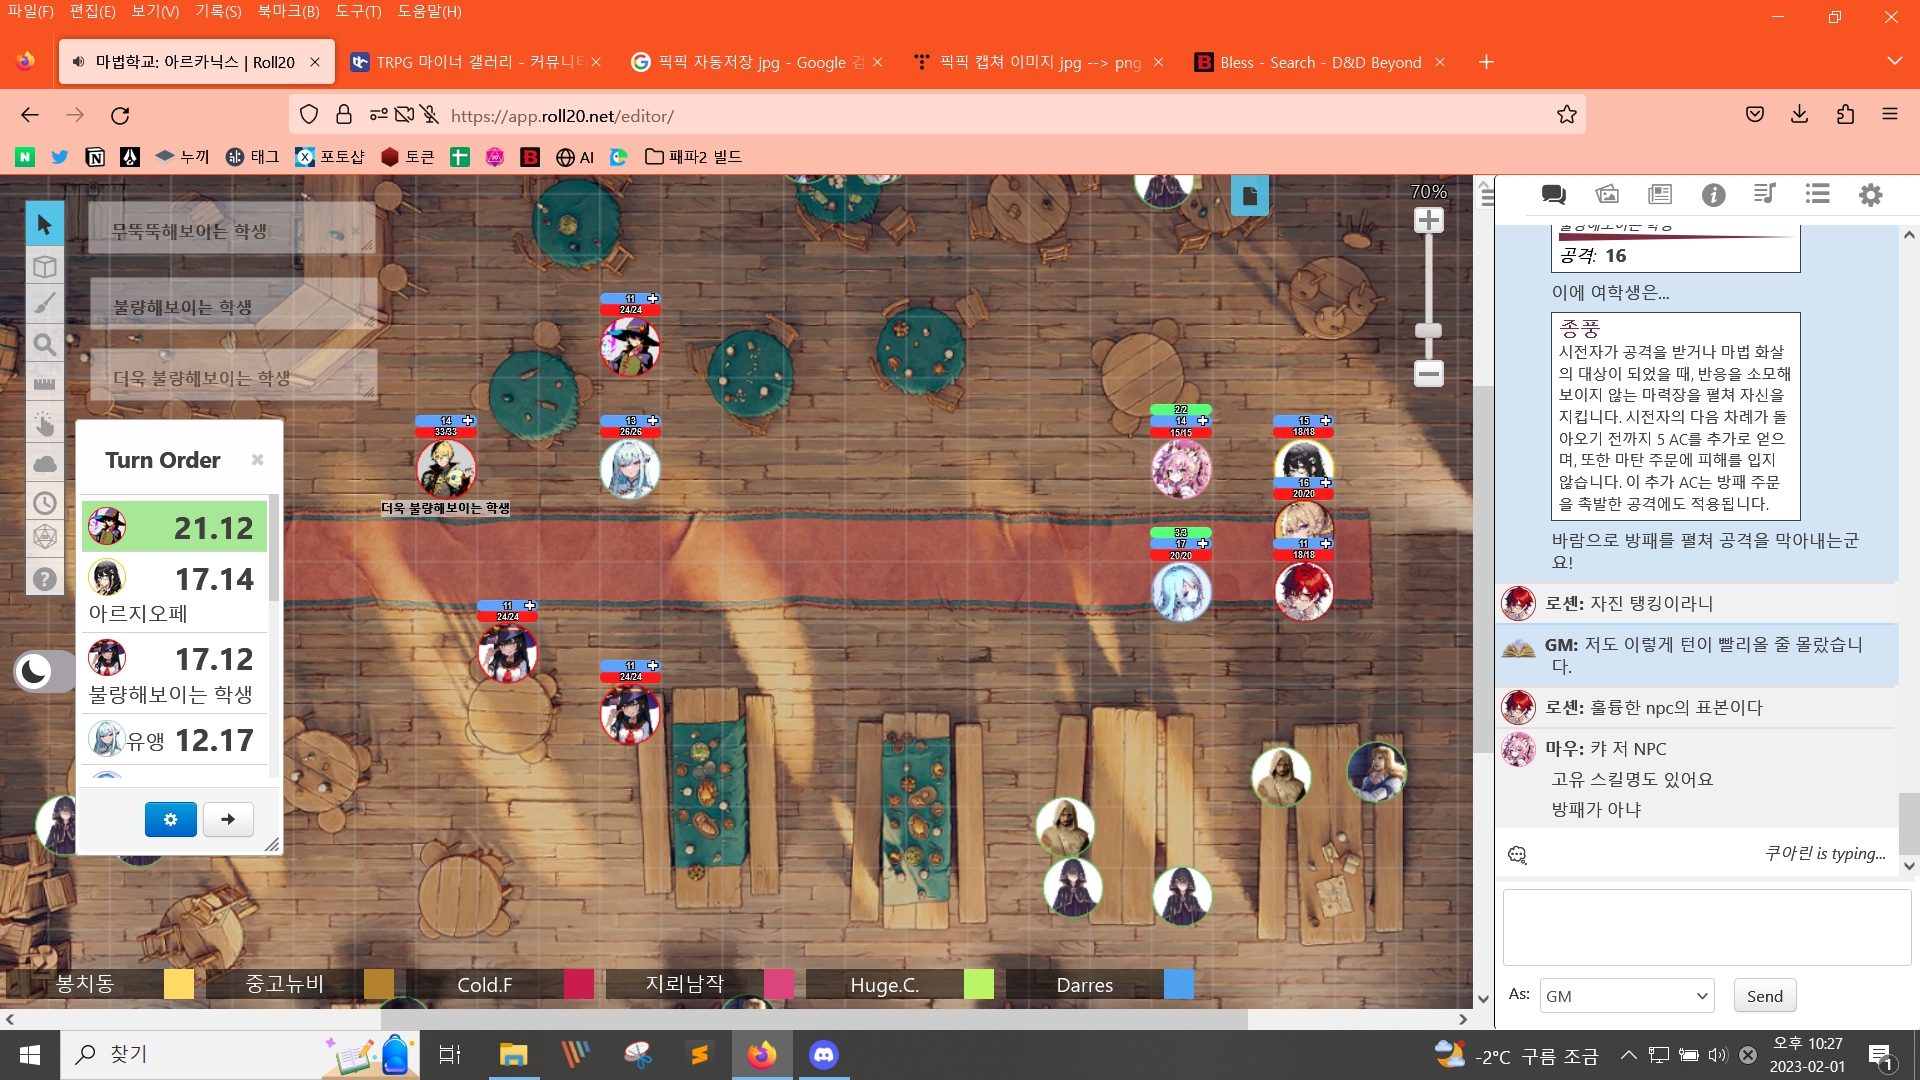 파일(F) 편집(E) 보기(V) 기록(S) 북마크(B) 도구(T) 도움말(H)
마법학교: 아르카닉스 | Roll20
TRPG 마이너 갤러리 - 커뮤니티
픽픽 자동저장 jpg - Google 검
픽픽 캡쳐 이미지 jpg --> png
Bless - Search - D&D Beyond
https://app.roll20.net/editor/
누끼
태그
포토샵
토큰
AI
패파2 빌드
무뚝뚝해보이는 학생
불량해보이는 학생
더욱 불량해보이는 학생
70%
11
24/24
14
33/33
더욱 불량해보이는 학생
13
26/26
2/2
14
15/15
15
18/18
16
20/20
3/3
17
20/20
11
18/18
11
24/24
11
24/24
Turn Order
21.12
17.14
아르지오페
17.12
불량해보이는 학생
유앵 12.17
봉치동
중고뉴비
Cold.F
지뢰남작
Huge.C.
Darres
불량해보이는 학생
공격: 16
이에 여학생은...
종풍
시전자가 공격을 받거나 마법 화살
의 대상이 되었을 때, 반응을 소모해
보이지 않는 마력장을 펼쳐 자신을
지킵니다. 시전자의 다음 차례가 돌
아오기 전까지 5 AC를 추가로 얻으
며, 또한 마탄 주문에 피해를 입지
않습니다. 이 추가 AC는 방패 주문
을 촉발한 공격에도 적용됩니다.
바람으로 방패를 펼쳐 공격을 막아내는군
요!
로셴: 자진 탱킹이라니
GM: 저도 이렇게 턴이 빨리올 줄 몰랐습니
다.
로셴: 훌륭한 npc의 표본이다
마우: 캬 저 NPC
고유 스킬명도 있어요
방패가 아냐
쿠아린 is typing...
As:
GM
Send
찾기
-2°C 구름 조금
오후 10:27
2023-02-01
1